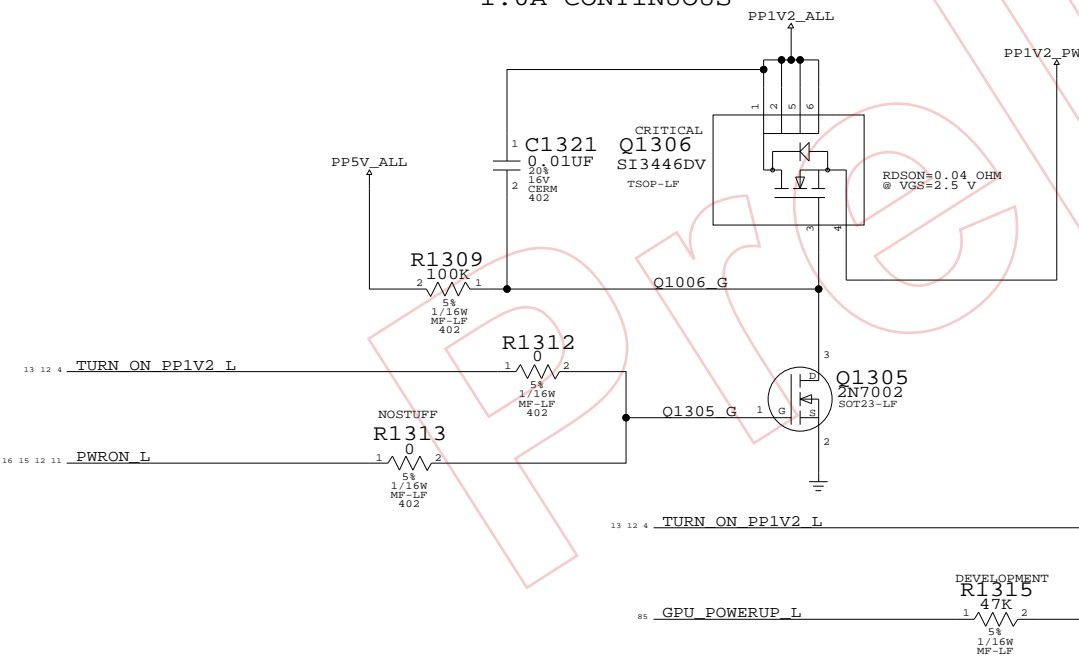 1.0A CONTINUOUS
PP1V2_ALL
PP1V2_PW
1
2
5
6
CRITICAL
Q1306
SI3446DV
TSOP-LF
RDSON=0.04 OHM
@ VGS=2.5 V
3
4
1
C1321
0.01UF
20%
16V
2
CERM
402
PP5V_ALL
R1309
100K
2
1
5%
1/16W
MF-LF
402
Q1006_G
R1312
0
1
2
5%
1/16W
MF-LF
402
13 12 4
TURN_ON_PP1V2_L
3
D
Q1305
2N7002
SOT23-LF
Q1305_G
1
G
S
2
NOSTUFF
R1313
0
1
2
5%
1/16W
MF-LF
402
16 15 12 11
PWRON_L
13 12 4
TURN_ON_PP1V2_L
DEVELOPMENT
R1315
47K
1
2
5%
1/16W
MF-LF
85
GPU_POWERUP_L
Prel